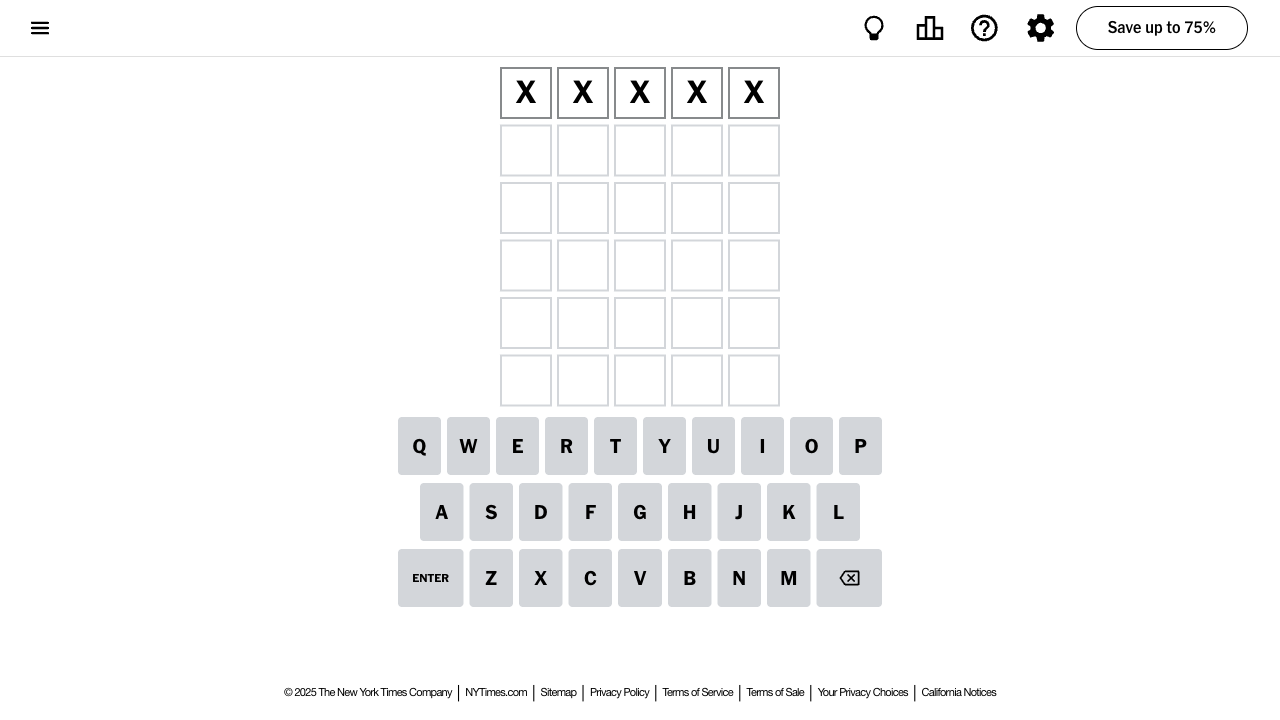 Save up to 75%
X X X X X
Q W E R T Y U I O P
A S D F G H J K L
ENTER Z X C V B N M
© 2025 The New York Times Company | NYTimes.com | Sitemap | Privacy Policy | Terms of Service | Terms of Sale | Your Privacy Choices | California Notices